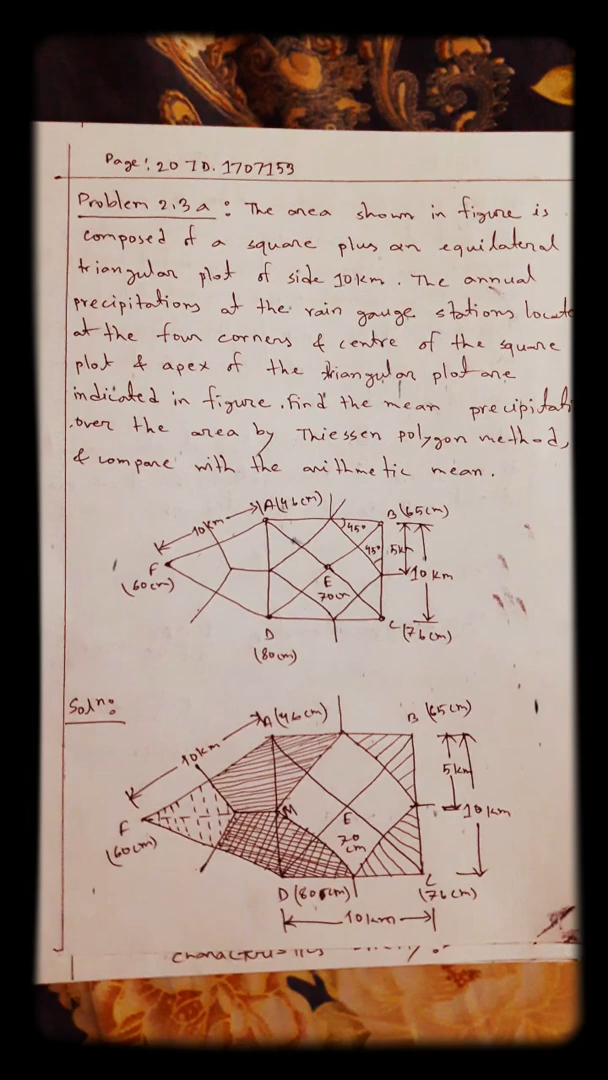 Page: 20 ID. 1707153
Problem 2.3a : The area shown in figure is
composed of a square plus an equilateral
triangular plot of side 10km. The annual
precipitations at the rain gauge stations locate
at the four corners & centre of the square
plot & apex of the triangular plot are
indicated in figure. Find the mean precipitati
over the area by Thiessen polygon method,
& compare with the arithmetic mean.
A(46cm)
B(65cm)
10km
45°
45°
5km
10km
F
(60cm)
E
70cm
D
(80cm)
C(76cm)
Soln:
A(46cm)
B (65cm)
10km
5km
10km
F
(60cm)
M
E
70
cm
D(80cm)
C
(76cm)
10km